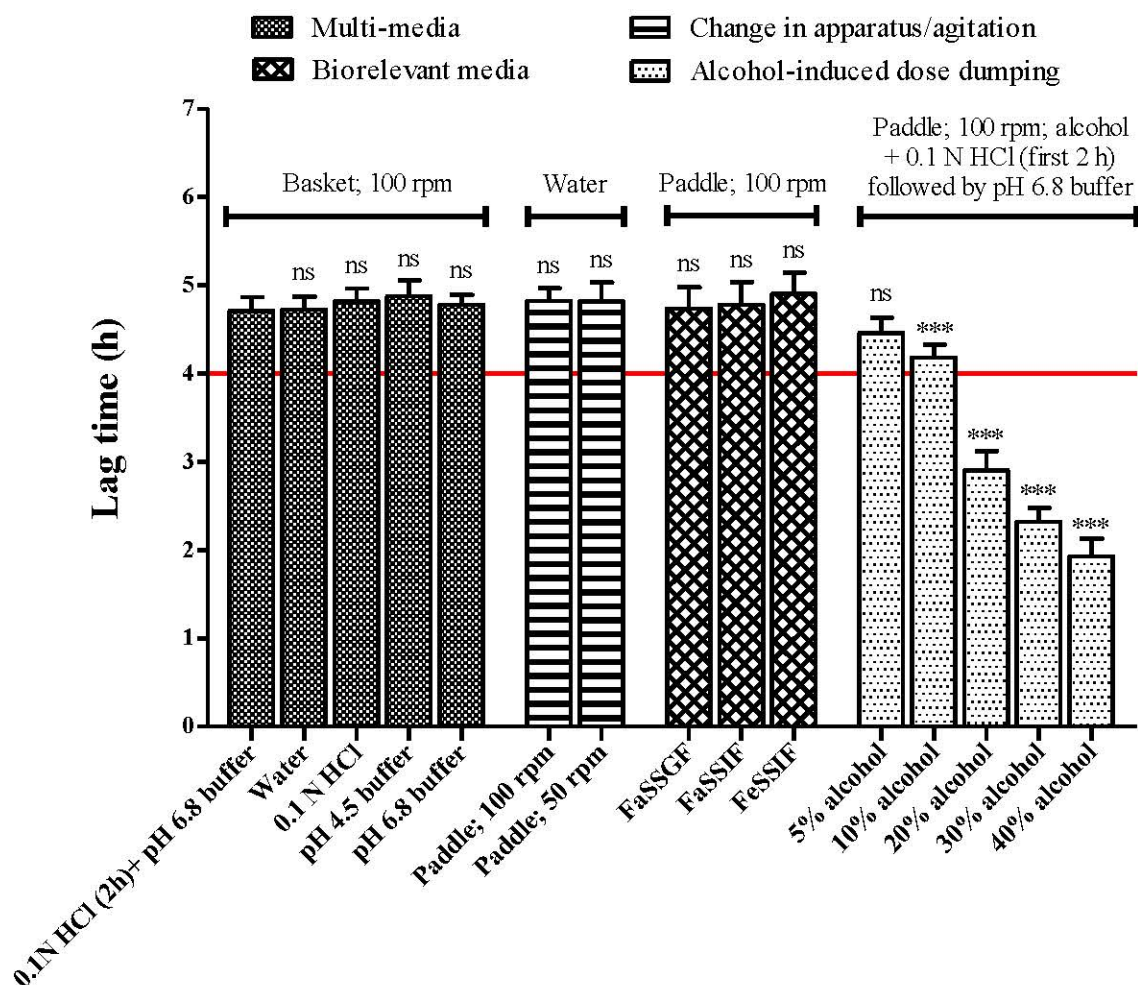 Multi-media
Change in apparatus/agitation
Biorelevant media
Alcohol-induced dose dumping
Lag time (h)
7
6
5
4
3
2
1
0
Basket; 100 rpm
Water
Paddle; 100 rpm
Paddle; 100 rpm; alcohol
+ 0.1 N HCl (first 2 h)
followed by pH 6.8 buffer
ns
ns
ns
ns
ns
ns
ns
ns
ns
ns
***
***
***
***
0.1N HCl (2h)+ pH 6.8 buffer
Water
0.1 N HCl
pH 4.5 buffer
pH 6.8 buffer
Paddle; 100 rpm
Paddle; 50 rpm
FaSSGF
FaSSIF
FeSSIF
5% alcohol
10% alcohol
20% alcohol
30% alcohol
40% alcohol